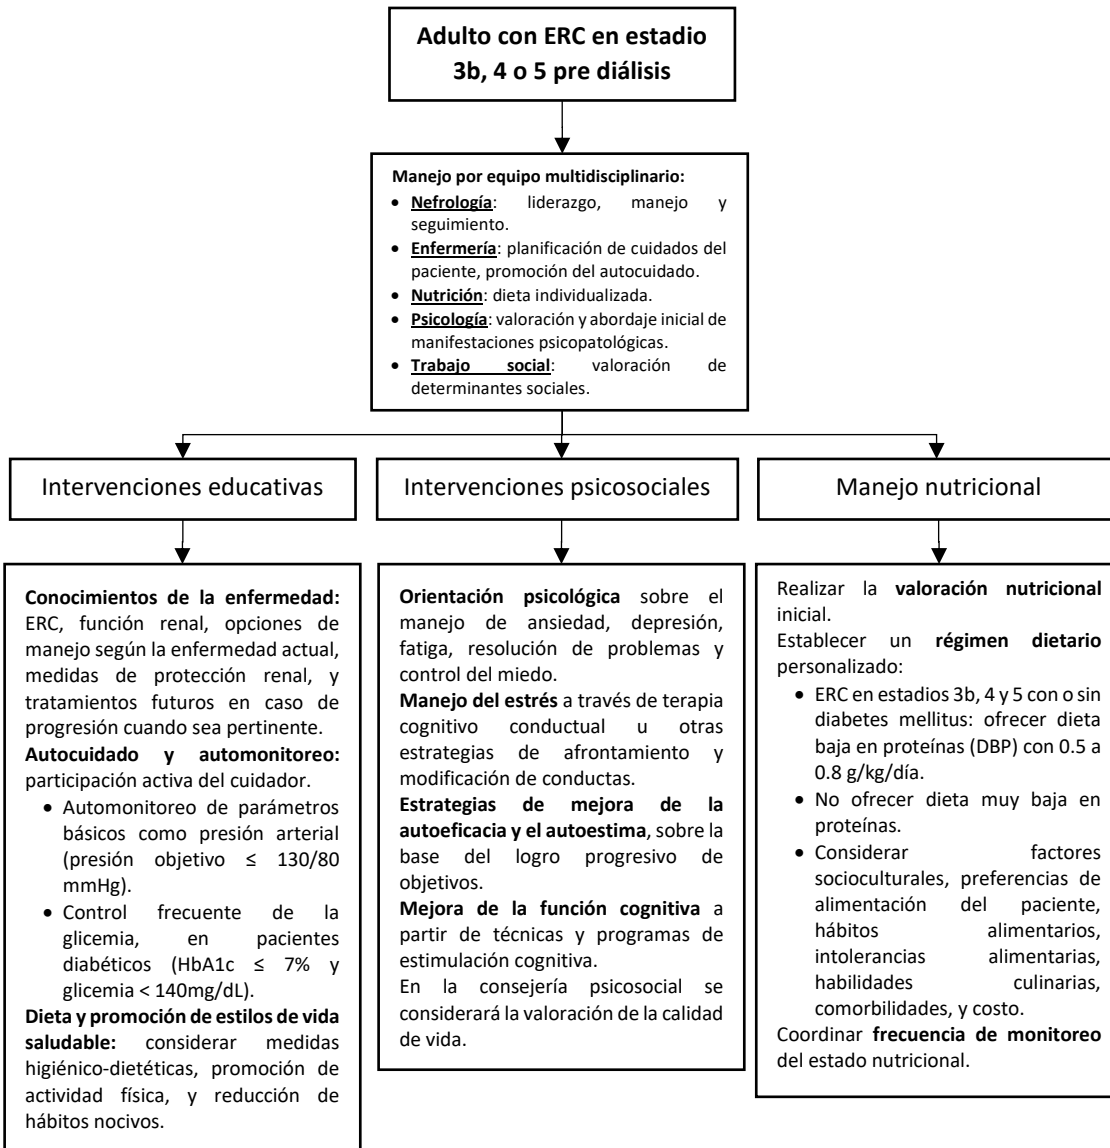 Adulto con ERC en estadio
3b, 4 o 5 pre diálisis
Manejo por equipo multidisciplinario:
• Nefrología: liderazgo, manejo y
seguimiento.
• Enfermería: planificación de cuidados del
paciente, promoción del autocuidado.
• Nutrición: dieta individualizada.
• Psicología: valoración y abordaje inicial de
manifestaciones psicopatológicas.
• Trabajo social: valoración de
determinantes sociales.
Intervenciones educativas
Conocimientos de la enfermedad:
ERC, función renal, opciones de
manejo según la enfermedad actual,
medidas de protección renal, y
tratamientos futuros en caso de
progresión cuando sea pertinente.
Autocuidado y automonitoreo:
participación activa del cuidador.
• Automonitoreo de parámetros
básicos como presión arterial
(presión objetivo ≤ 130/80
mmHg).
• Control frecuente de la
glicemia, en pacientes
diabéticos (HbA1c ≤ 7% y
glicemia < 140mg/dL).
Dieta y promoción de estilos de vida
saludable: considerar medidas
higiénico-dietéticas, promoción de
actividad física, y reducción de
hábitos nocivos.
Intervenciones psicosociales
Orientación psicológica sobre el
manejo de ansiedad, depresión,
fatiga, resolución de problemas y
control del miedo.
Manejo del estrés a través de terapia
cognitivo conductual u otras
estrategias de afrontamiento y
modificación de conductas.
Estrategias de mejora de la
autoeficacia y el autoestima, sobre la
base del logro progresivo de
objetivos.
Mejora de la función cognitiva a
partir de técnicas y programas de
estimulación cognitiva.
En la consejería psicosocial se
considerará la valoración de la calidad
de vida.
Manejo nutricional
Realizar la valoración nutricional
inicial.
Establecer un régimen dietario
personalizado:
• ERC en estadios 3b, 4 y 5 con o sin
diabetes mellitus: ofrecer dieta
baja en proteínas (DBP) con 0.5 a
0.8 g/kg/día.
• No ofrecer dieta muy baja en
proteínas.
• Considerar factores
socioculturales, preferencias de
alimentación del paciente,
hábitos alimentarios,
intolerancias alimentarias,
habilidades culinarias,
comorbilidades, y costo.
Coordinar frecuencia de monitoreo
del estado nutricional.